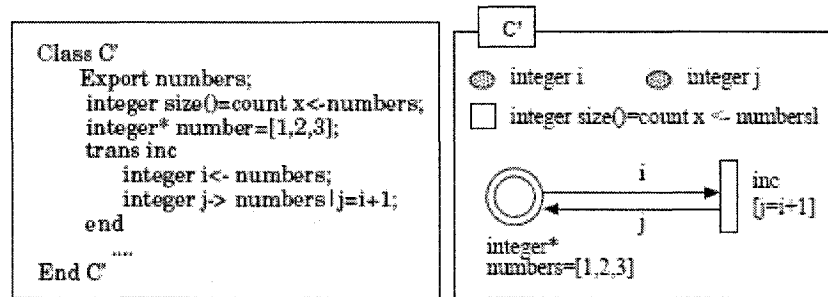 Class C'
Export numbers;
integer size()=count x<-numbers;
integer* number=[1,2,3];
trans inc
integer i<- numbers;
integer j-> numbers|j=i+1;
end
....
End C'
C'
integer i
integer j
integer size()=count x <- numbersl
i
j
inc
[j=i+1]
integer*
numbers=[1,2,3]